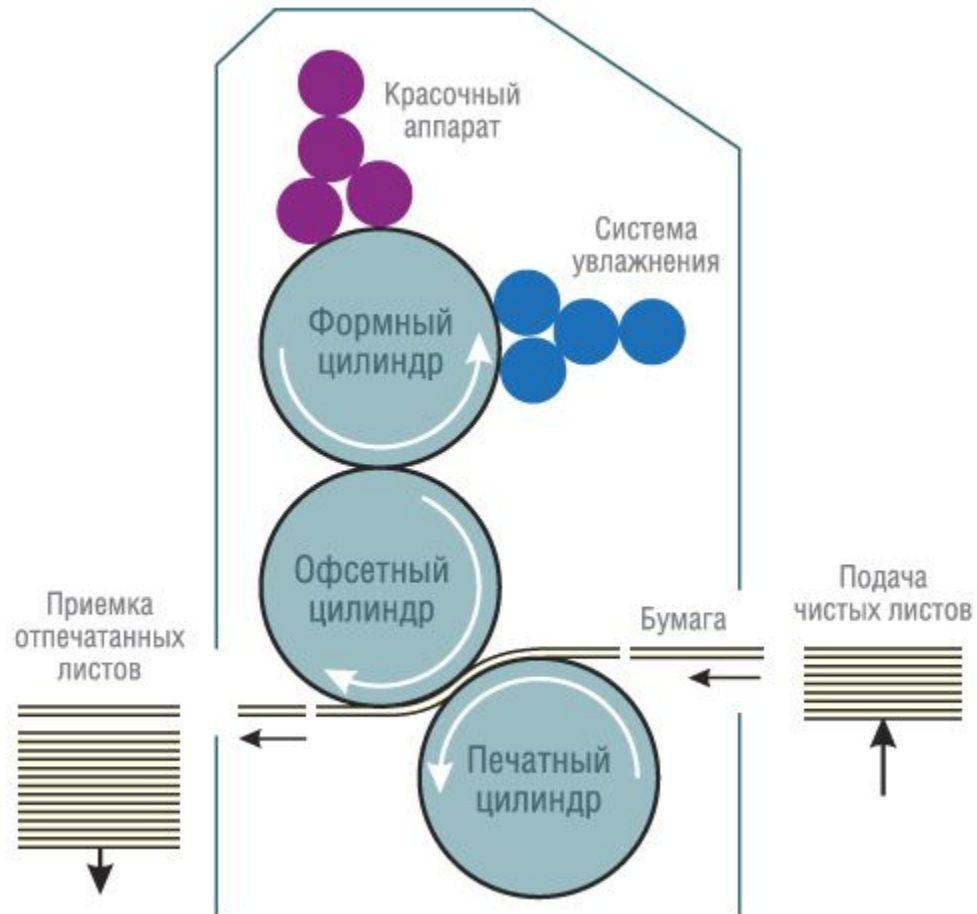 Красочный
аппарат
Система
увлажнения
Формный
цилиндр
Офсетный
цилиндр
Подача
чистых листов
Приемка
отпечатанных
листов
Бумага
Печатный
цилиндр